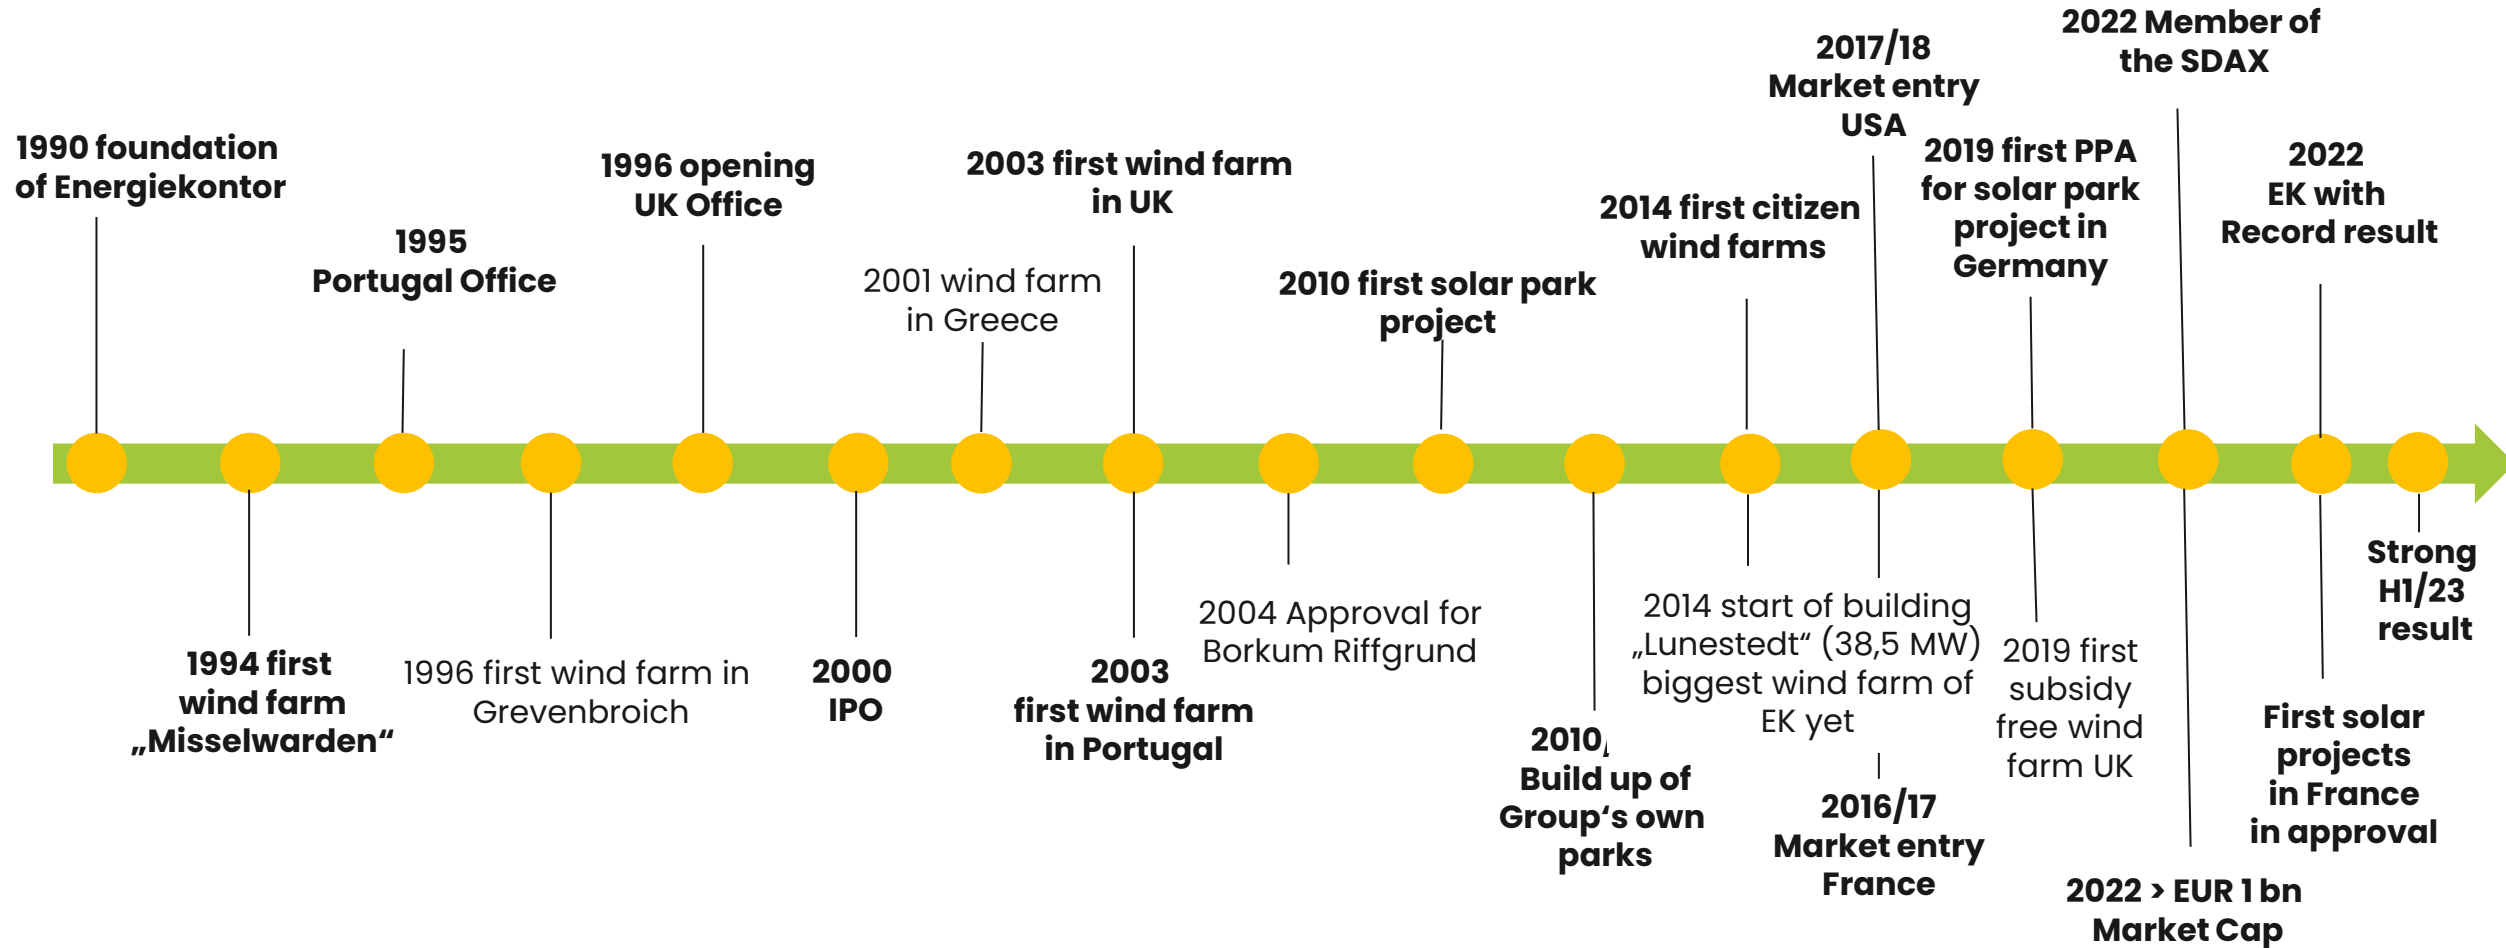 1990 foundation
of Energiekontor
1994 first
wind farm
„Misselwarden“
1995
Portugal Office
1996 first wind farm in
Grevenbroich
1996 opening
UK Office
2000
IPO
2001 wind farm
in Greece
2003 first wind farm
in UK
2003
first wind farm
in Portugal
2004 Approval for
Borkum Riffgrund
2010 first solar park
project
2010
Build up of
Group‘s own
parks
2014 first citizen
wind farms
2014 start of building
„Lunestedt“ (38,5 MW)
biggest wind farm of
EK yet
2017/18
Market entry
USA
2016/17
Market entry
France
2019 first PPA
for solar park
project in
Germany
2019 first
subsidy
free wind
farm UK
2022 Member of
the SDAX
2022 > EUR 1 bn
Market Cap
2022
EK with
Record result
First solar
projects
in France
in approval
Strong
H1/23
result